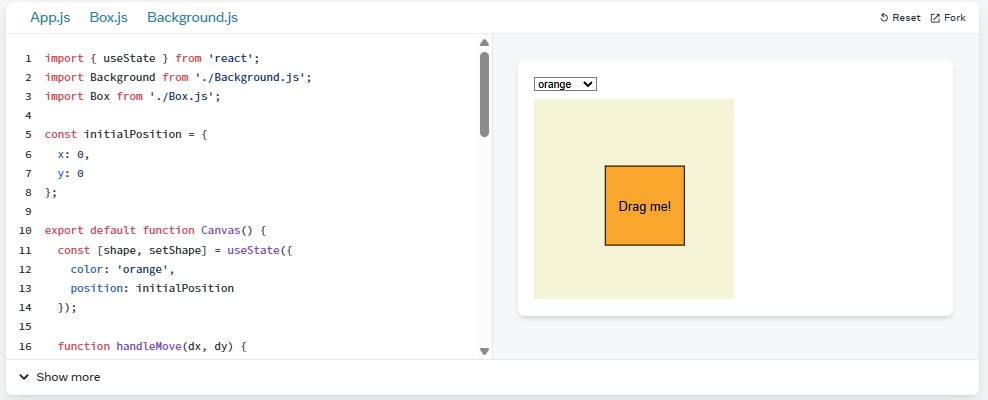 App.js Box.js Background.js Reset Fork
1 import { useState } from 'react';
2 import Background from './Background.js';
3 import Box from './Box.js';
4
5 const initialPosition = {
6   x: 0,
7   y: 0
8 };
9
10 export default function Canvas() {
11   const [shape, setShape] = useState({
12     color: 'orange',
13     position: initialPosition
14   });
15
16   function handleMove(dx, dy) {
orange
Drag me!
Show more